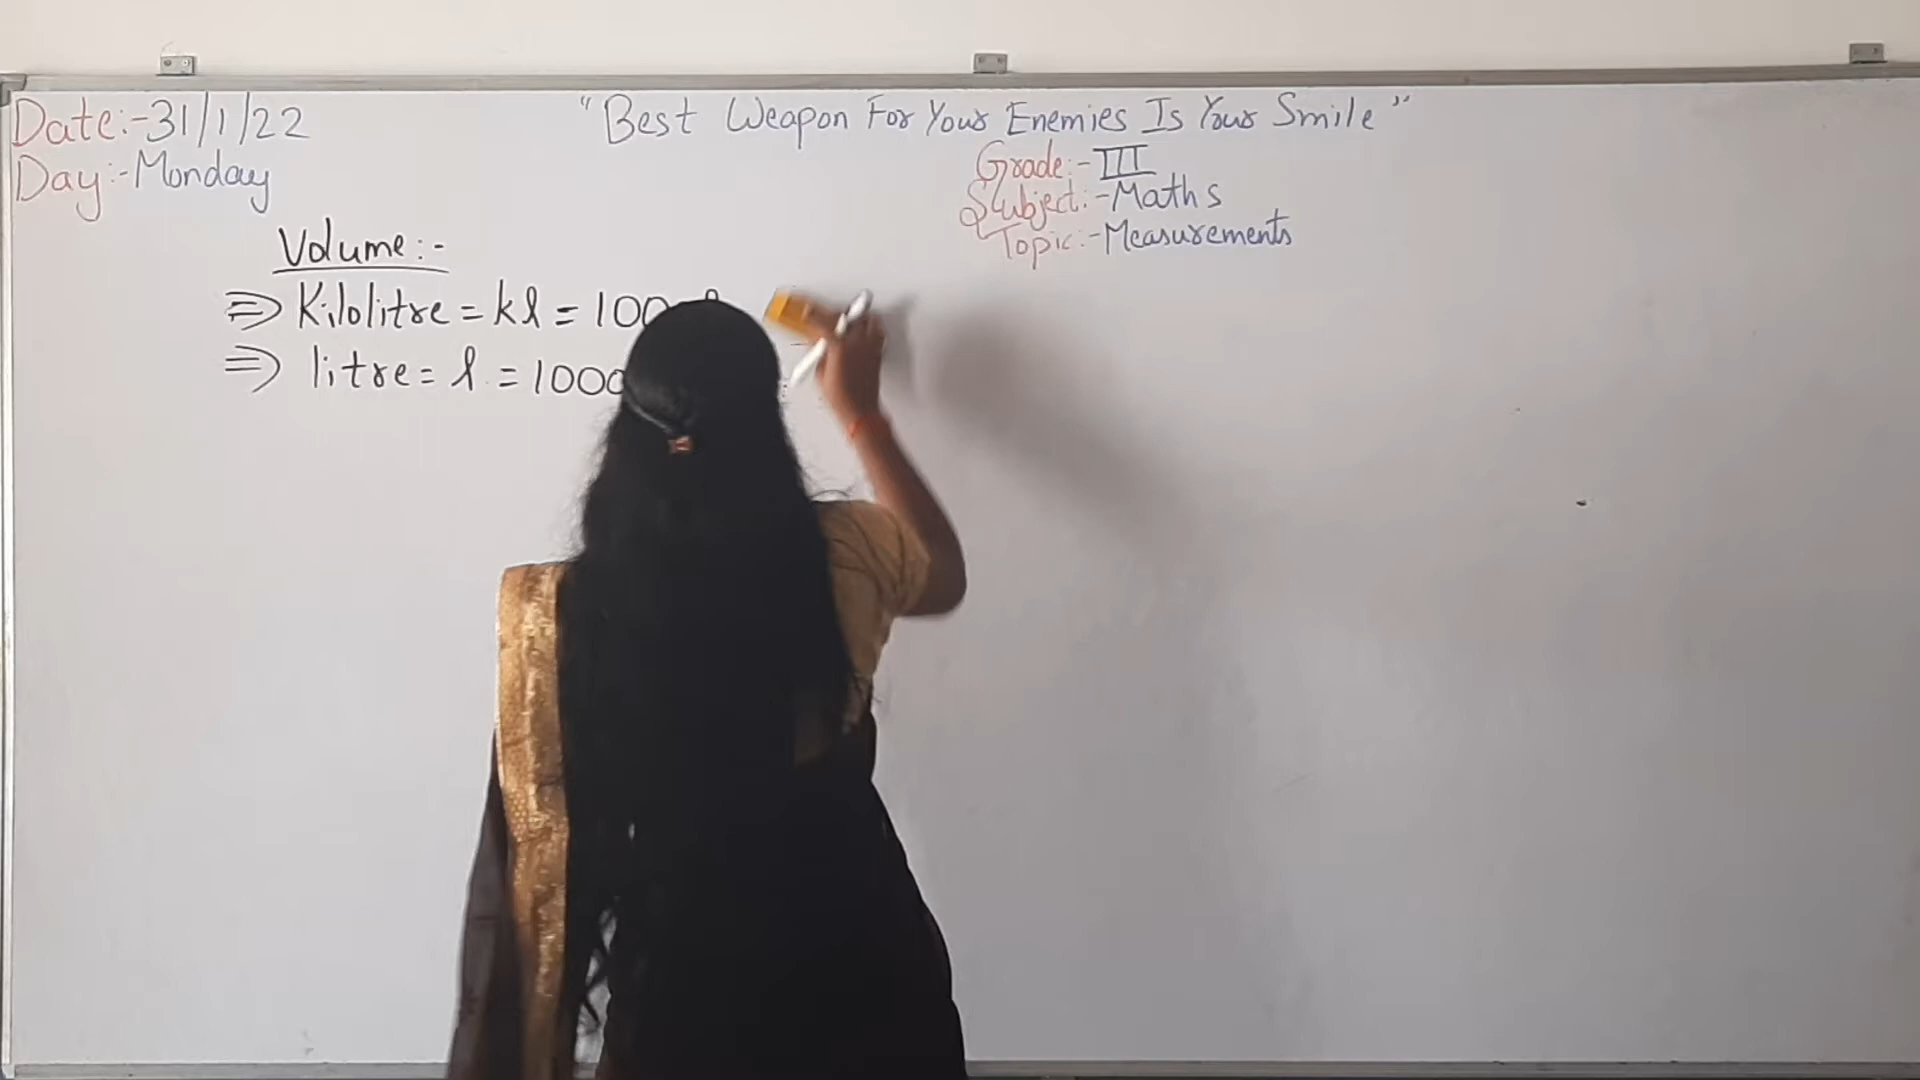 Date:-31/1/22
"Best Weapon For Your Enemies Is Your Smile"
Day:-Monday
Grade:-III
Subject:-Maths
Topic:-Measurements
Volume:-
⇒ Kilolitre = kl = 100
⇒ litre = l = 1000